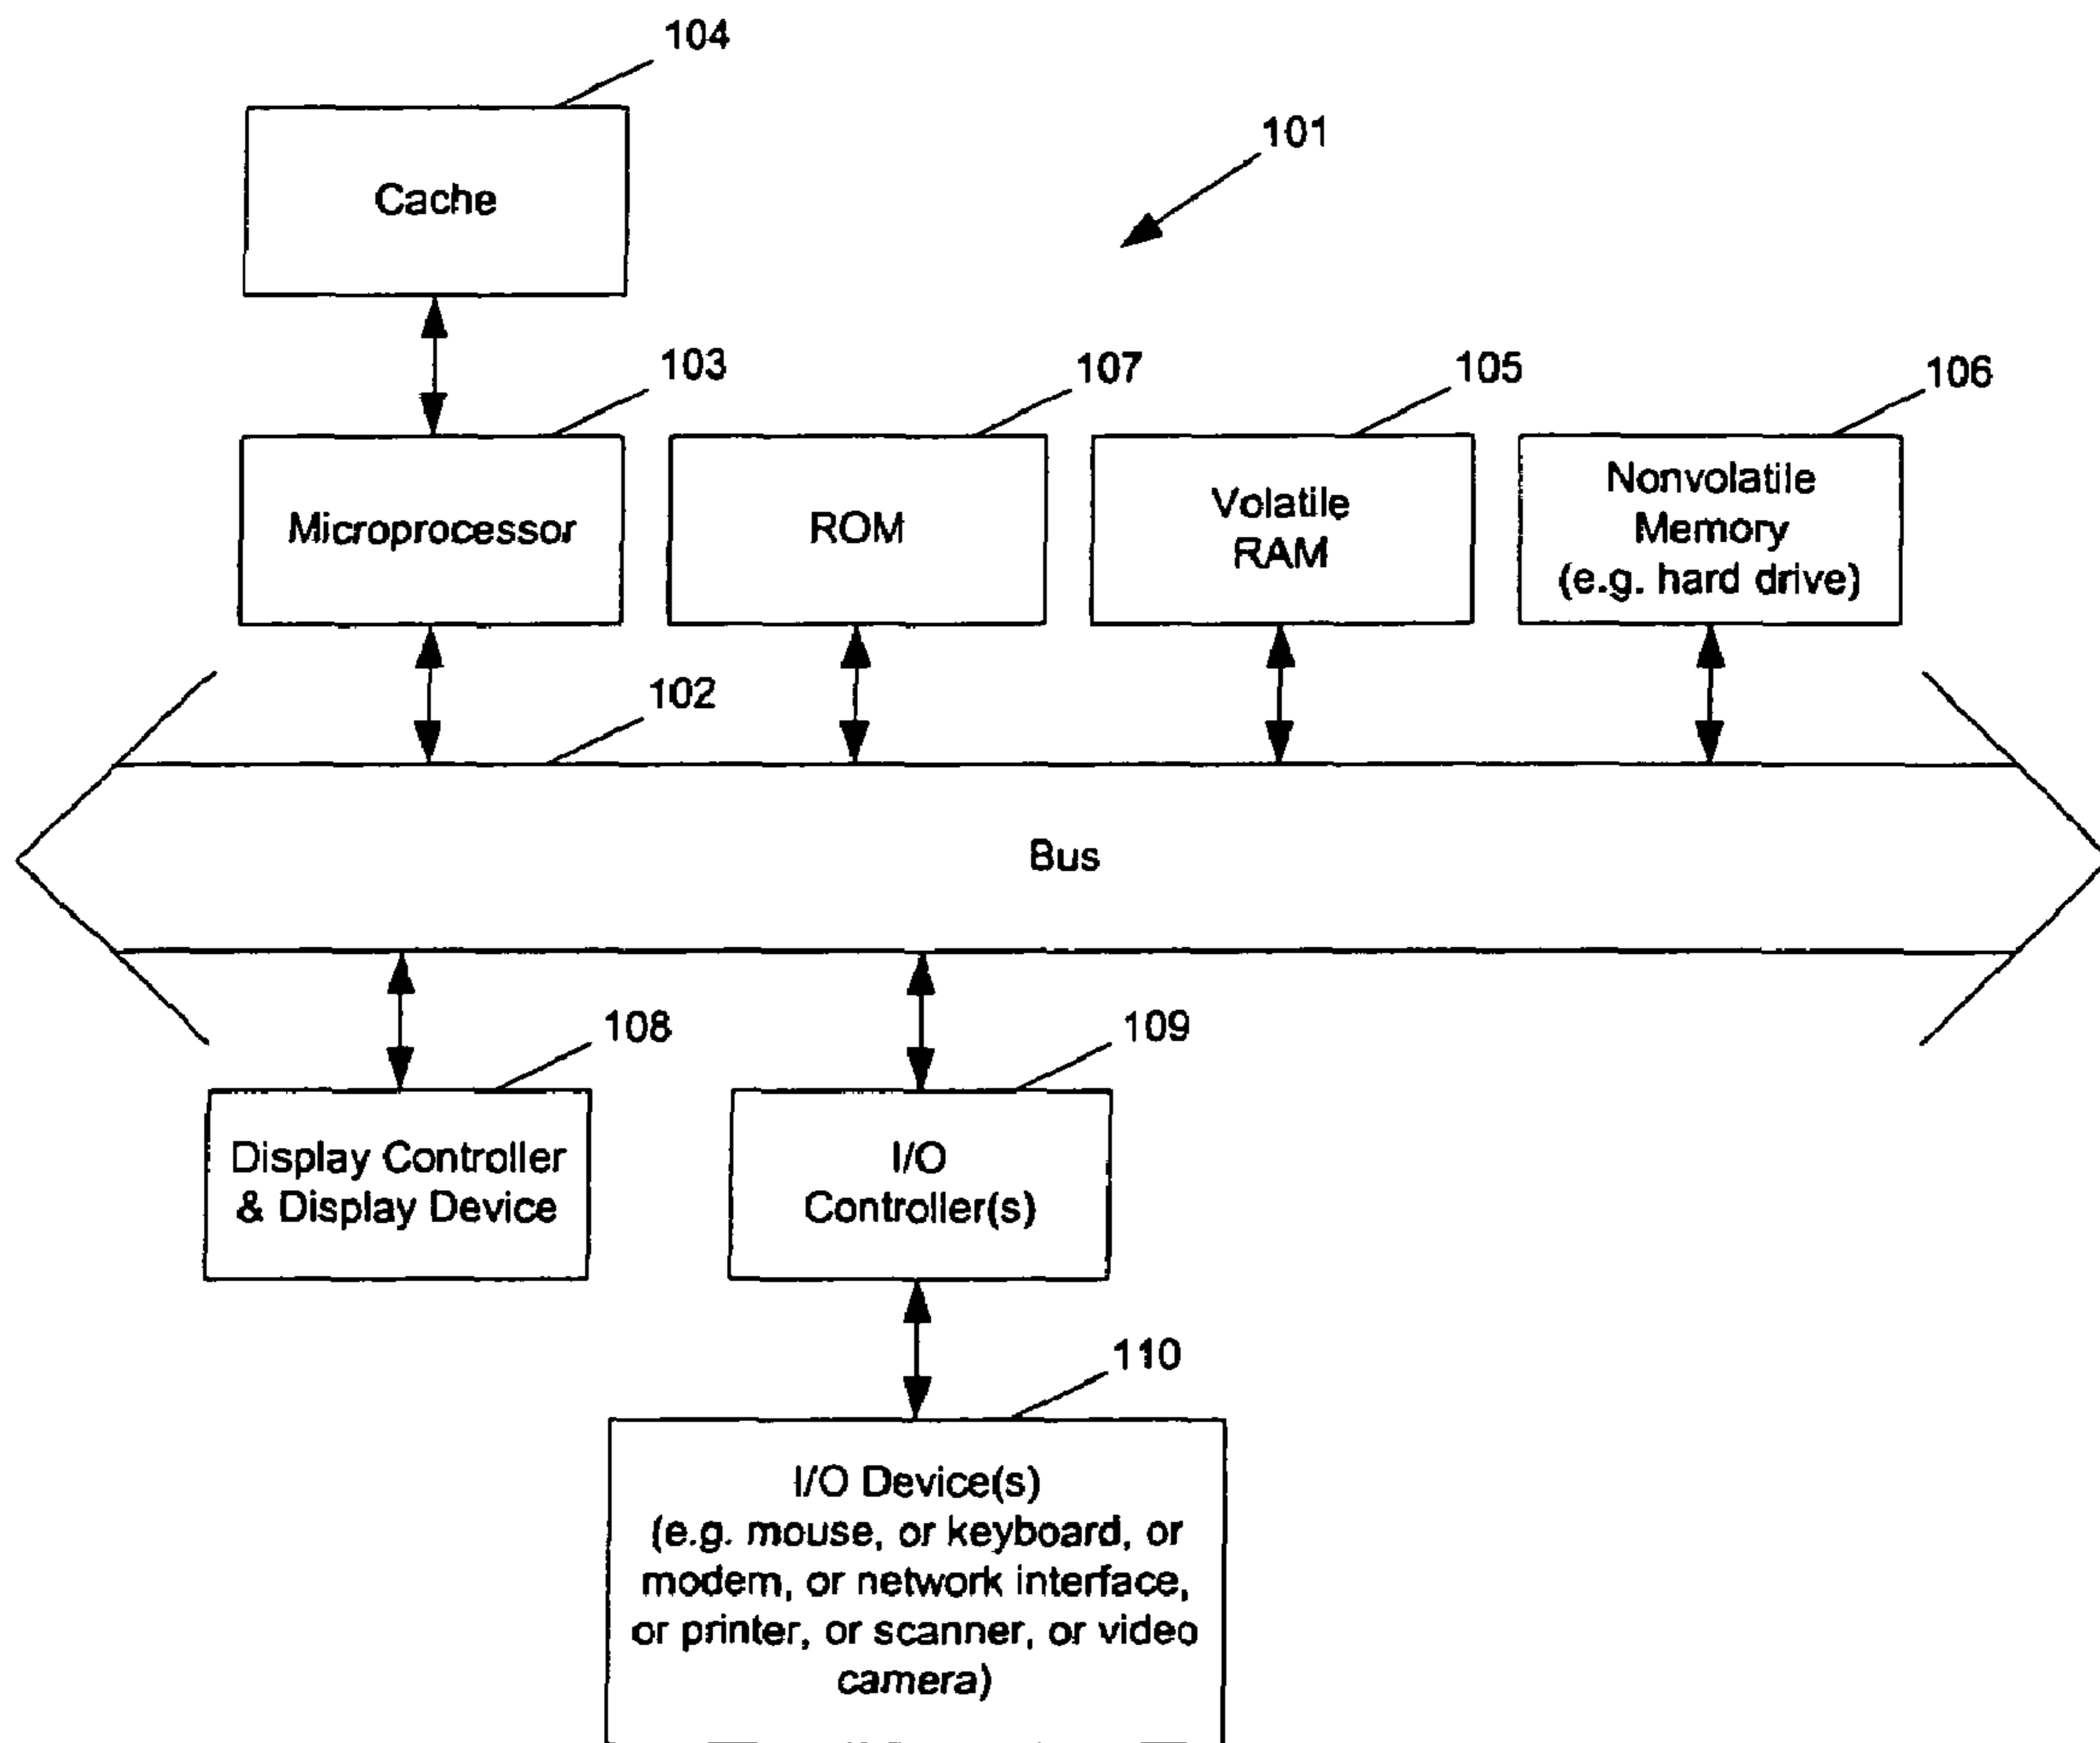 104
101
Cache
103
107
105
106
Microprocessor
ROM
Volatile
RAM
Nonvolatile
Memory
(e.g. hard drive)
102
Bus
108
109
Display Controller
& Display Device
I/O
Controller(s)
110
I/O Device(s)
(e.g. mouse, or keyboard, or
modem, or network interface,
or printer, or scanner, or video
camera)